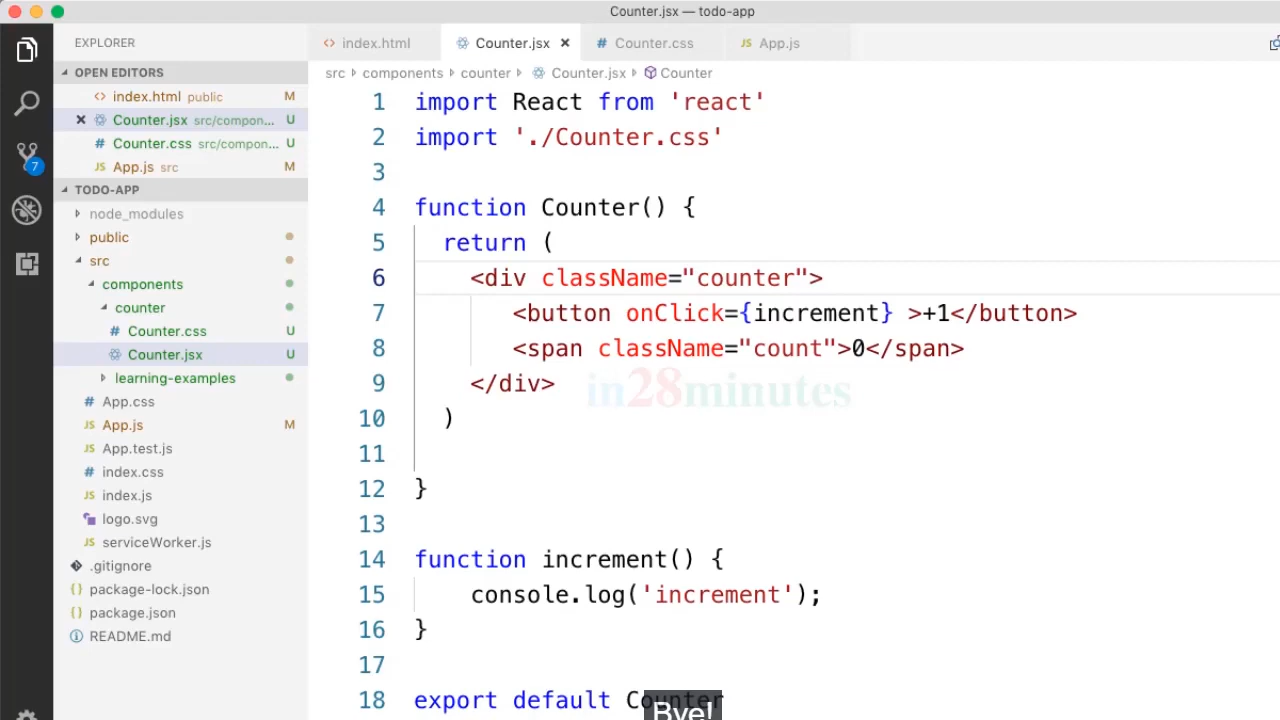 Counter.jsx — todo-app
EXPLORER
OPEN EDITORS
index.html public M
Counter.jsx src/compon... U
Counter.css src/compon... U
App.js src M
7
TODO-APP
node_modules
public
src
components
counter
Counter.css U
Counter.jsx U
learning-examples
App.css
App.js M
App.test.js
index.css
index.js
logo.svg
serviceWorker.js
.gitignore
package-lock.json
package.json
README.md
index.html Counter.jsx Counter.css App.js
src components counter Counter.jsx Counter
1 import React from 'react'
2 import './Counter.css'
3
4 function Counter() {
5 return (
6 <div className="counter">
7 <button onClick={increment} >+1</button>
8 <span className="count">0</span>
9 </div>
in28minutes
10 )
11
12 }
13
14 function increment() {
15 console.log('increment');
16 }
17
18 export default Counter
Bye!